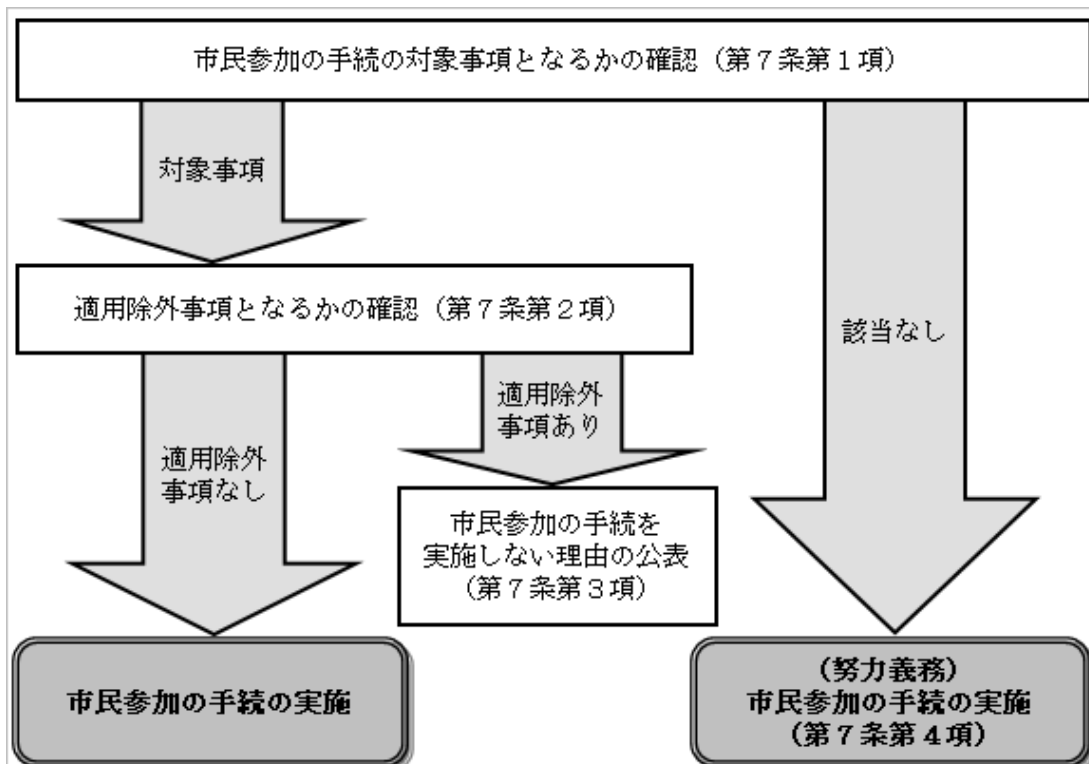 市民参加の手続の対象事項となるかの確認（第７条第１項）
対象事項
適用除外事項となるかの確認（第７条第２項）
該当なし
適用除外
事項あり
適用除外
事項なし
市民参加の手続を
実施しない理由の公表
（第７条第３項）
市民参加の手続の実施
（努力義務）
市民参加の手続の実施
（第７条第４項）